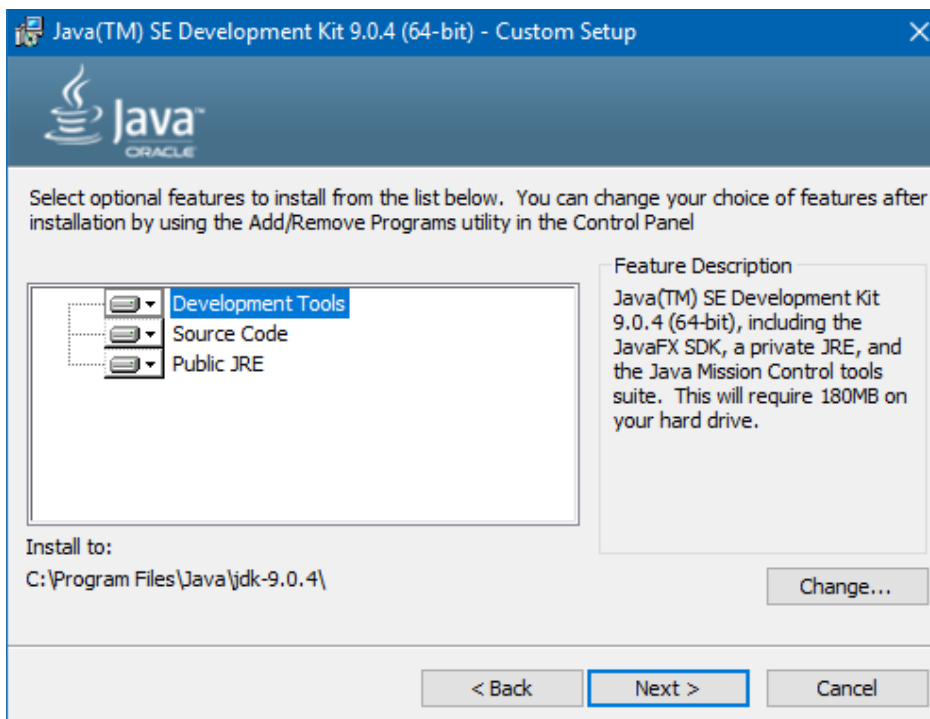 Java(TM) SE Development Kit 9.0.4 (64-bit) - Custom Setup
Java™
ORACLE
Select optional features to install from the list below.  You can change your choice of features after
installation by using the Add/Remove Programs utility in the Control Panel
Development Tools
Source Code
Public JRE
Feature Description
Java(TM) SE Development Kit
9.0.4 (64-bit), including the
JavaFX SDK, a private JRE, and
the Java Mission Control tools
suite.  This will require 180MB on
your hard drive.
Install to:
C:\Program Files\Java\jdk-9.0.4\
Change...
< Back
Next >
Cancel